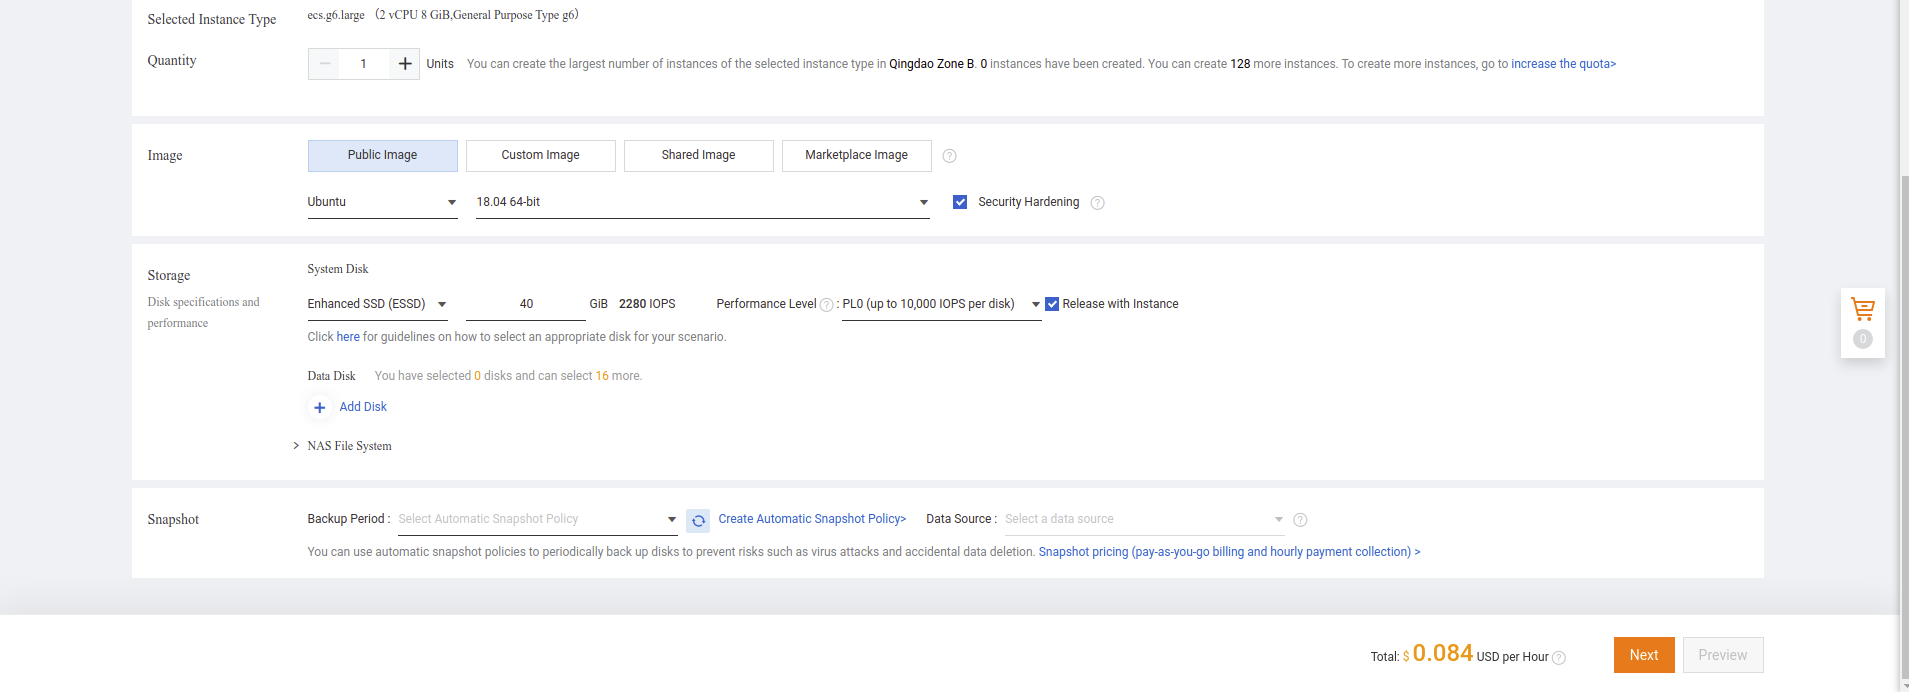 Selected Instance Type ecs.g6.large (2 vCPU 8 GiB,General Purpose Type g6)
Quantity 1 Units You can create the largest number of instances of the selected instance type in Qingdao Zone B. 0 instances have been created. You can create 128 more instances. To create more instances, go to increase the quota>
Image Public Image Custom Image Shared Image Marketplace Image ?
Ubuntu 18.04 64-bit Security Hardening ?
System Disk
Storage
Disk specifications and performance
Enhanced SSD (ESSD) 40 GiB 2280 IOPS Performance Level ? : PL0 (up to 10,000 IOPS per disk) Release with Instance
Click here for guidelines on how to select an appropriate disk for your scenario.
Data Disk You have selected 0 disks and can select 16 more.
+ Add Disk
> NAS File System
0
Snapshot Backup Period : Select Automatic Snapshot Policy Create Automatic Snapshot Policy> Data Source : Select a data source ?
You can use automatic snapshot policies to periodically back up disks to prevent risks such as virus attacks and accidental data deletion. Snapshot pricing (pay-as-you-go billing and hourly payment collection) >
Total: $ 0.084 USD per Hour ? Next Preview